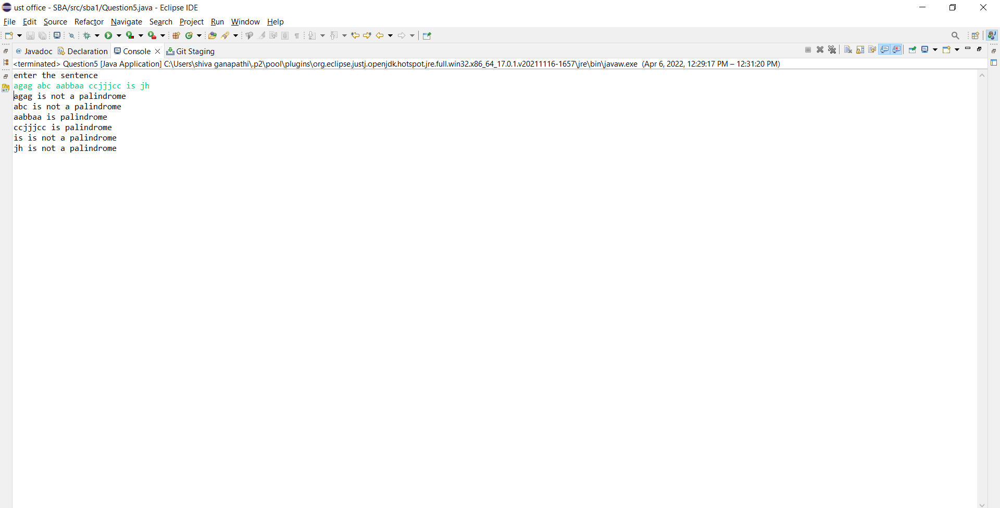 ust office - SBA/src/sba1/Question5.java - Eclipse IDE
File Edit Source Refactor Navigate Search Project Run Window Help
@ Javadoc Declaration Console Git Staging
<terminated> Question5 [Java Application] C:\Users\shiva ganapathi\.p2\pool\plugins\org.eclipse.justj.openjdk.hotspot.jre.full.win32.x86_64_17.0.1.v20211116-1657\jre\bin\javaw.exe (Apr 6, 2022, 12:29:17 PM – 12:31:20 PM)
enter the sentence
agag abc aabbaa ccjjjcc is jh
agag is not a palindrome
abc is not a palindrome
aabbaa is palindrome
ccjjjcc is palindrome
is is not a palindrome
jh is not a palindrome